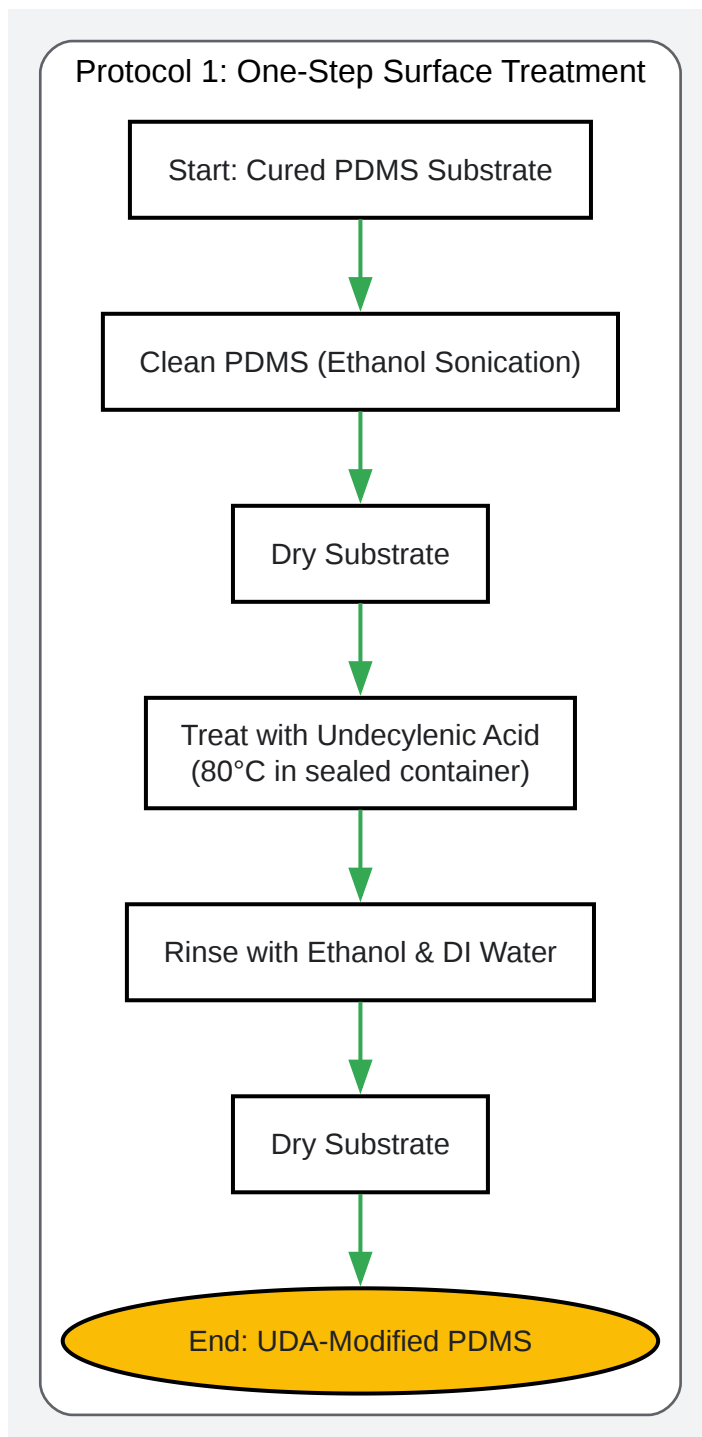 Protocol 1: One-Step Surface Treatment
Start: Cured PDMS Substrate
Clean PDMS (Ethanol Sonication)
Dry Substrate
Treat with Undecylenic Acid
(80°C in sealed container)
Rinse with Ethanol & DI Water
Dry Substrate
End: UDA-Modified PDMS